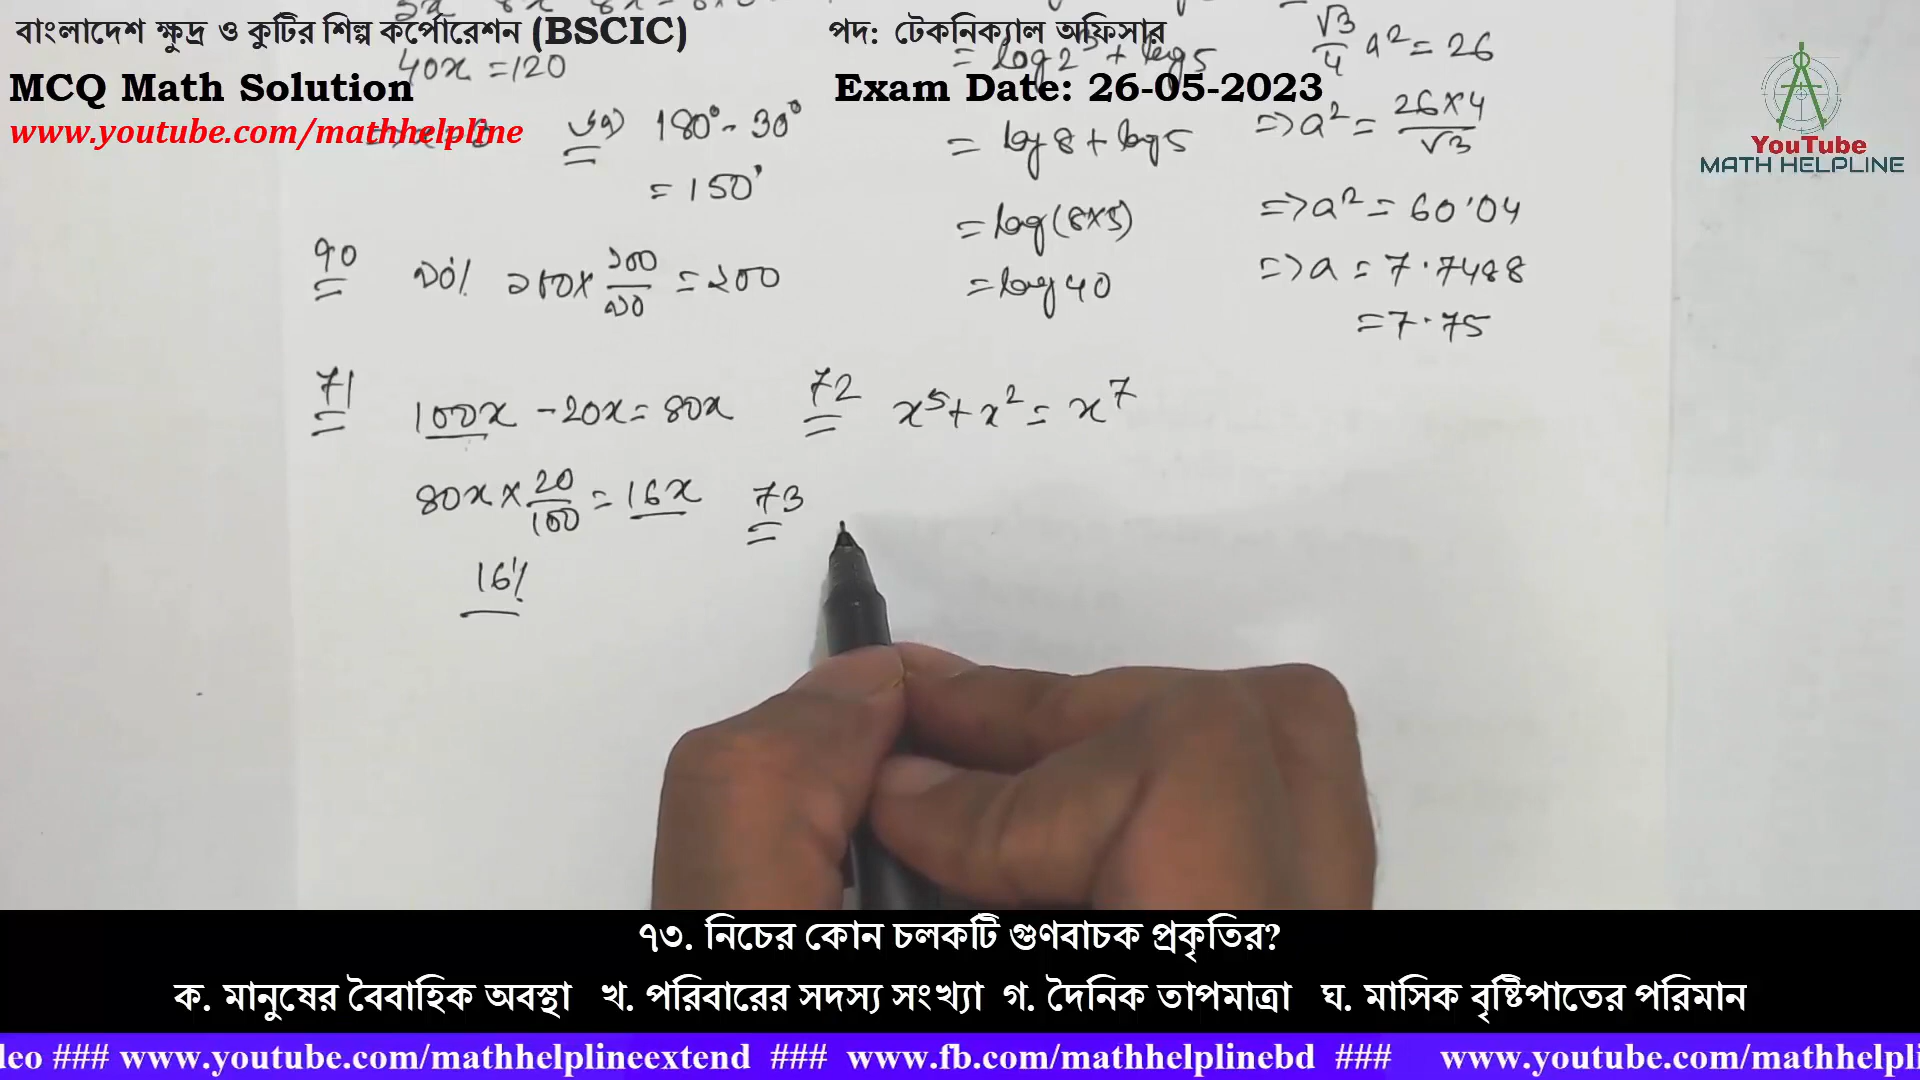 বাংলাদেশ ক্ষুদ্র ও কুটির শিল্প কর্পোরেশন (BSCIC)
পদ: টেকনিক্যাল অফিসার
MCQ Math Solution
Exam Date: 26-05-2023
www.youtube.com/mathhelpline
YouTube
MATH HELPLINE
40x = 120
180° - 30°
= 150°
= log 8 + log 5
= log (8×5)
= log 40
√3/4 a² = 26
=> a² = 26×4/√3
=> a² = 60.04
=> a = 7.7488
= 7.75
71
100x - 20x = 80x
80x × 20/100 = 16x
16%
72
x⁵ + x² = x⁷
73
৭৩. নিচের কোন চলকটি গুণবাচক প্রকৃতির?
ক. মানুষের বৈবাহিক অবস্থা খ. পরিবারের সদস্য সংখ্যা গ. দৈনিক তাপমাত্রা ঘ. মাসিক বৃষ্টিপাতের পরিমান
### www.youtube.com/mathhelplineextend ### www.fb.com/mathhelplinebd ### www.youtube.com/mathhelpli